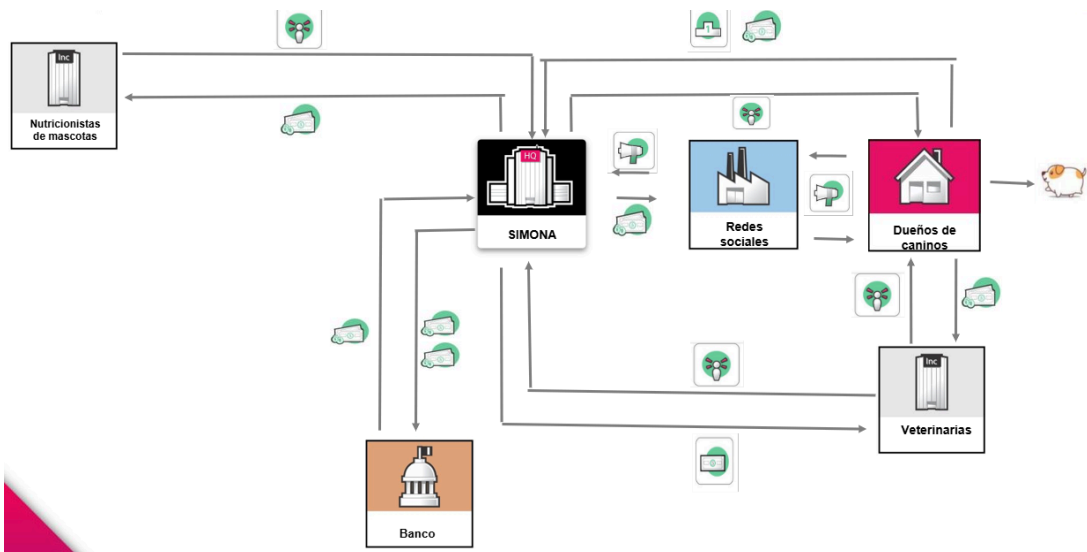 Inc
Nutricionistas
de mascotas
HQ
SIMONA
Redes
sociales
Dueños de
caninos
Inc
Veterinarias
Banco